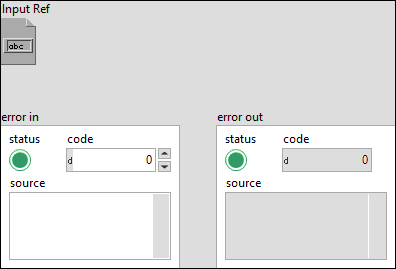 Input Ref
abc
error in
error out
status code
d 0
source
status code
d 0
source